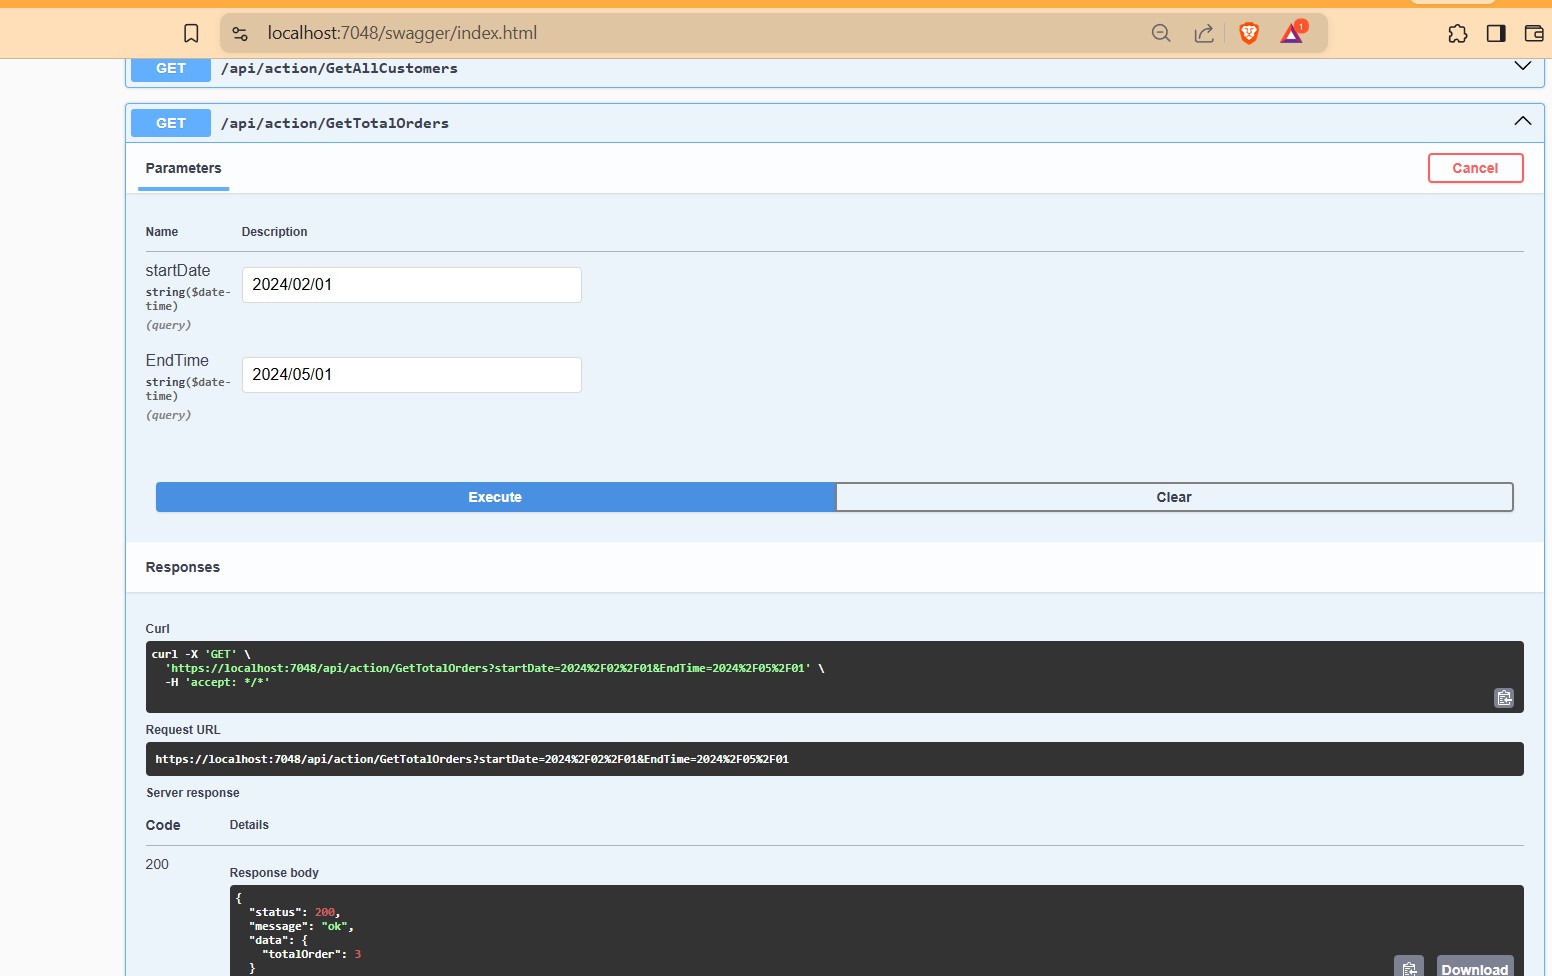 localhost:7048/swagger/index.html
1
GET /api/action/GetAllCustomers
GET /api/action/GetTotalOrders
Parameters
Cancel
Name Description
startDate
string($date-
time)
(query)
2024/02/01
EndTime
string($date-
time)
(query)
2024/05/01
Execute
Clear
Responses
Curl
curl -X 'GET' \
'https://localhost:7048/api/action/GetTotalOrders?startDate=2024%2F02%2F01&EndTime=2024%2F05%2F01' \
-H 'accept: */*'
Request URL
https://localhost:7048/api/action/GetTotalOrders?startDate=2024%2F02%2F01&EndTime=2024%2F05%2F01
Server response
Code Details
200
Response body
{
"status": 200,
"message": "ok",
"data": {
"totalOrder": 3
}
Download